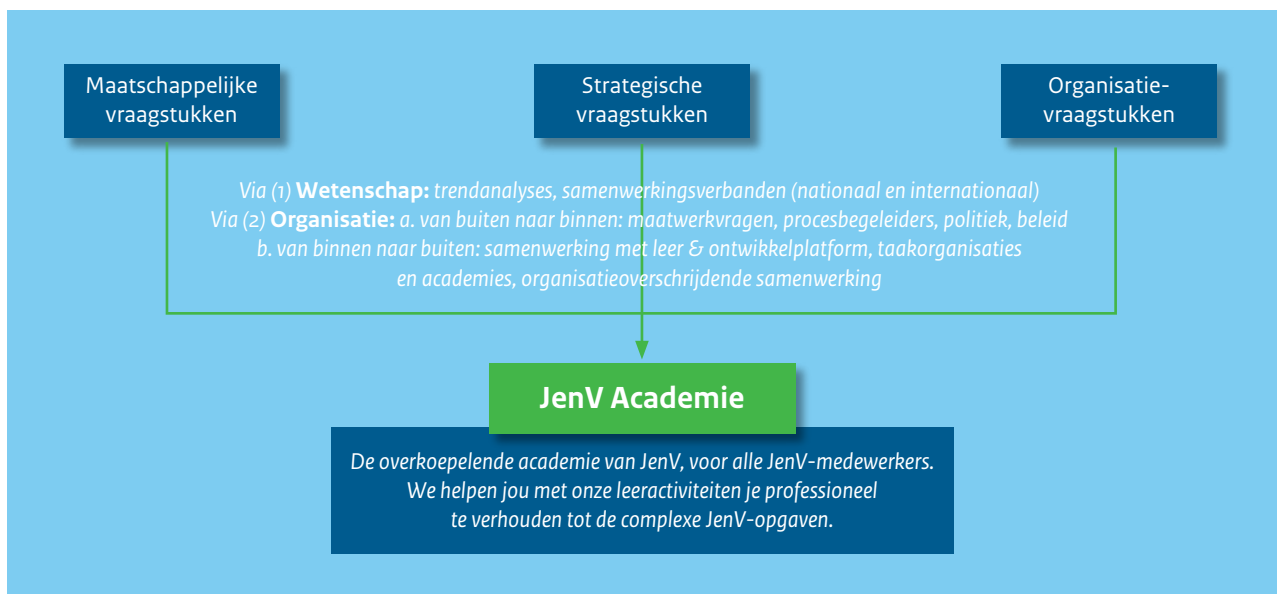 Maatschappelijke
vraagstukken
Strategische
vraagstukken
Organisatie-
vraagstukken
Via (1) Wetenschap: trendanalyses, samenwerkingsverbanden (nationaal en internationaal)
Via (2) Organisatie: a. van buiten naar binnen: maatwerkvragen, procesbegeleiders, politiek, beleid
b. van binnen naar buiten: samenwerking met leer & ontwikkelplatform, taakorganisaties
en academies, organisatieoverschrijdende samenwerking
JenV Academie
De overkoepelende academie van JenV, voor alle JenV-medewerkers.
We helpen jou met onze leeractiviteiten je professioneel
te verhouden tot de complexe JenV-opgaven.